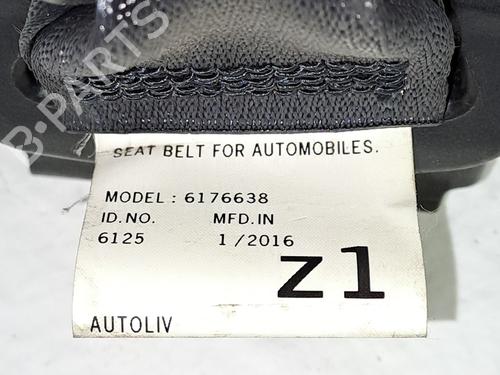 B-PARTS
SEAT BELT FOR AUTOMOBILES.
MODEL : 6176638
ID.NO. MFD.IN
6125 1/2016
z1
AUTOLIV